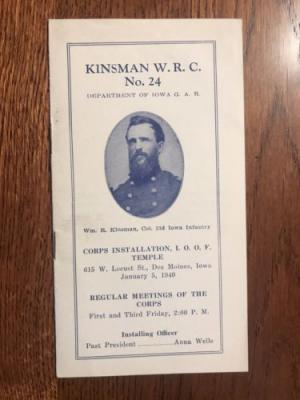 KINSMAN W. R. C.
No. 24
DEPARTMENT OF IOWA G. A. R.
Wm. R. Kinsman, Col. 23d Iowa Infantry
CORPS INSTALLATION, I. O. O. F.
TEMPLE
615 W. Locust St., Des Moines, Iowa
January 5, 1940
REGULAR MEETINGS OF THE
CORPS
First and Third Friday, 2:00 P. M.
Installing Officer
Past President Anna Wells